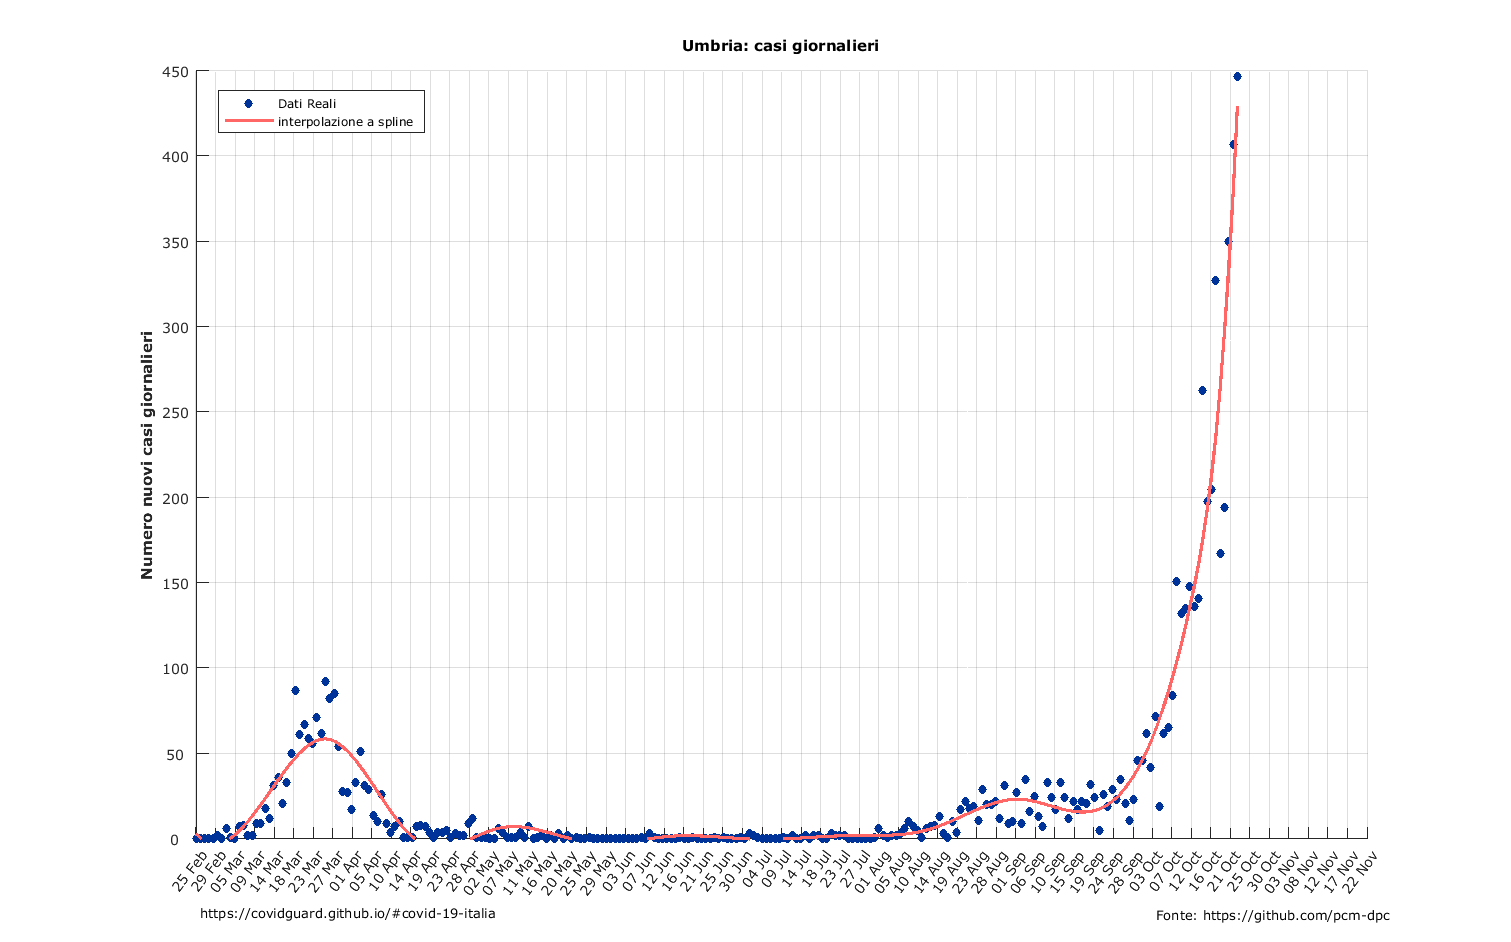 Umbria: casi giornalieri
Dati Reali
interpolazione a spline
Numero nuovi casi giornalieri
450
400
350
300
250
200
150
100
50
0
25 Feb
29 Feb
05 Mar
09 Mar
14 Mar
18 Mar
23 Mar
27 Mar
01 Apr
05 Apr
10 Apr
14 Apr
19 Apr
23 Apr
28 Apr
02 May
07 May
11 May
16 May
20 May
25 May
29 May
03 Jun
07 Jun
12 Jun
16 Jun
21 Jun
25 Jun
30 Jun
04 Jul
09 Jul
14 Jul
18 Jul
23 Jul
27 Jul
01 Aug
05 Aug
10 Aug
14 Aug
19 Aug
23 Aug
28 Aug
01 Sep
06 Sep
10 Sep
15 Sep
19 Sep
24 Sep
28 Sep
03 Oct
07 Oct
12 Oct
16 Oct
21 Oct
25 Oct
30 Oct
03 Nov
08 Nov
12 Nov
17 Nov
22 Nov
https://covidguard.github.io/#covid-19-italia
Fonte: https://github.com/pcm-dpc